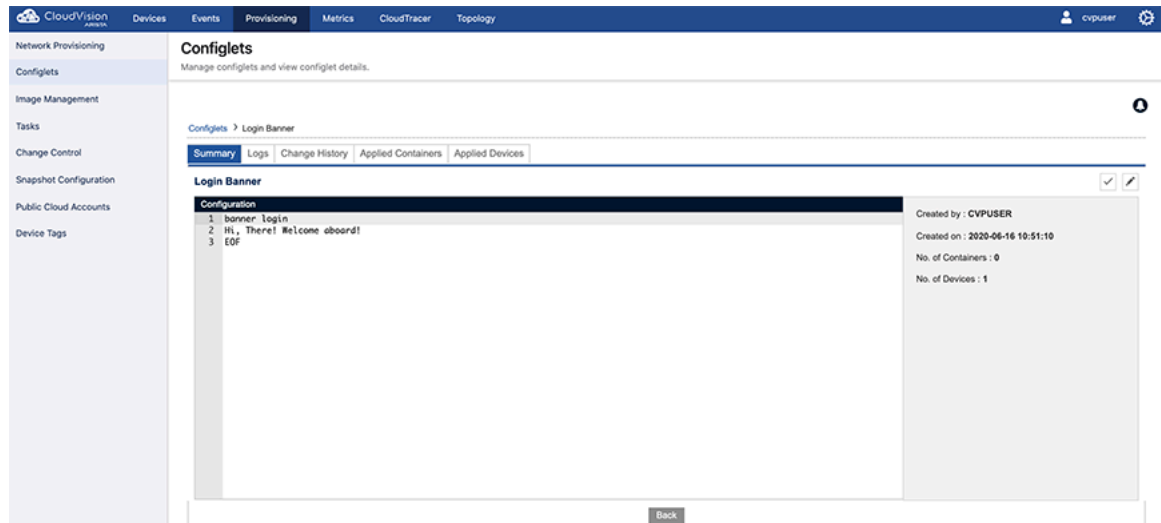 CloudVision
ARISTA
Devices
Events
Provisioning
Metrics
CloudTracer
Topology
cvpuser
Network Provisioning
Configlets
Image Management
Tasks
Change Control
Snapshot Configuration
Public Cloud Accounts
Device Tags
Configlets
Manage configlets and view configlet details.
Configlets > Login Banner
Summary
Logs
Change History
Applied Containers
Applied Devices
Login Banner
Configuration
1 banner login
2 Hi, There! Welcome aboard!
3 EOF
Created by : CVPUSER
Created on : 2020-06-16 10:51:10
No. of Containers : 0
No. of Devices : 1
Back